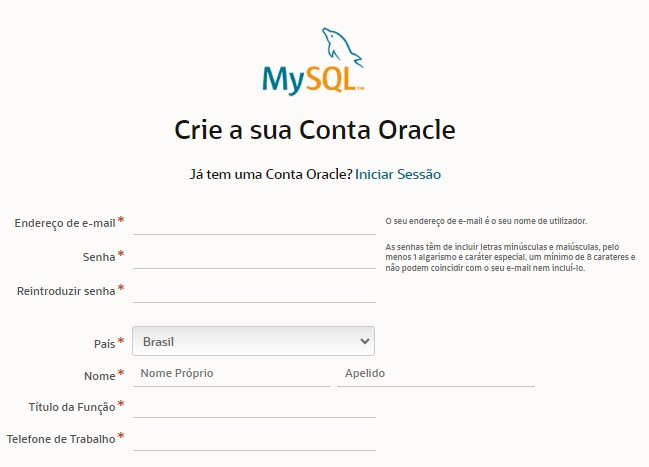 MySQL™
Crie a sua Conta Oracle
Já tem uma Conta Oracle? Iniciar Sessão
Endereço de e-mail *
O seu endereço de e-mail é o seu nome de utilizador.
Senha *
As senhas têm de incluir letras minúsculas e maiúsculas, pelo
menos 1 algarismo e caráter especial, um mínimo de 8 carateres e
não podem coincidir com o seu e-mail nem incluí-lo.
Reintroduzir senha *
País *
Brasil
Nome *
Nome Próprio
Apelido
Título da Função *
Telefone de Trabalho *